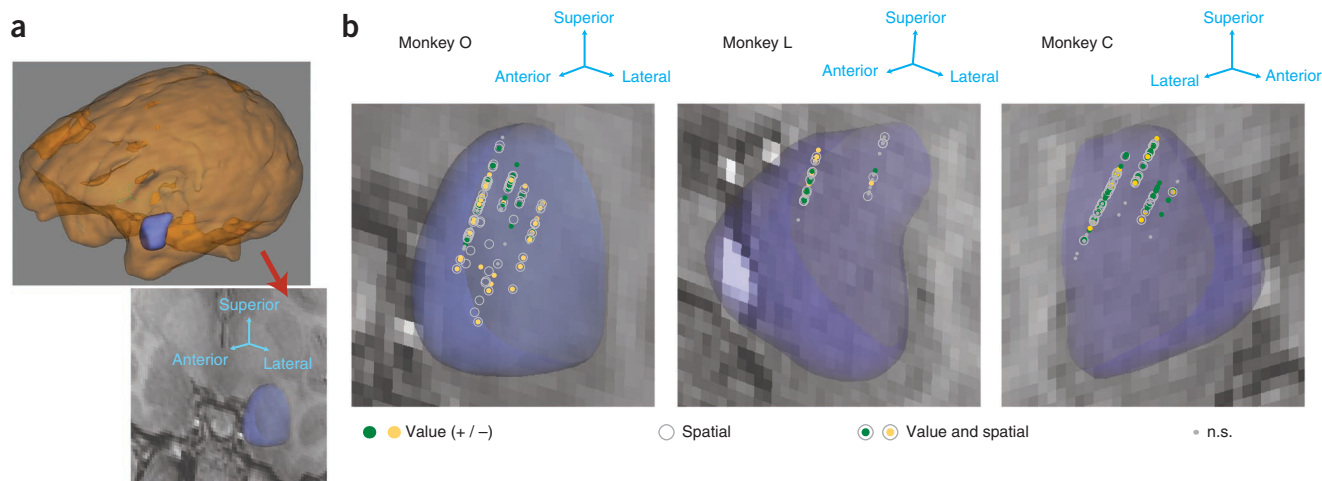 a
Superior
Anterior
Lateral
b
Monkey O
Superior
Anterior
Lateral
Monkey L
Superior
Anterior
Lateral
Monkey C
Superior
Lateral
Anterior
Value (+ / –)
Spatial
Value and spatial
n.s.